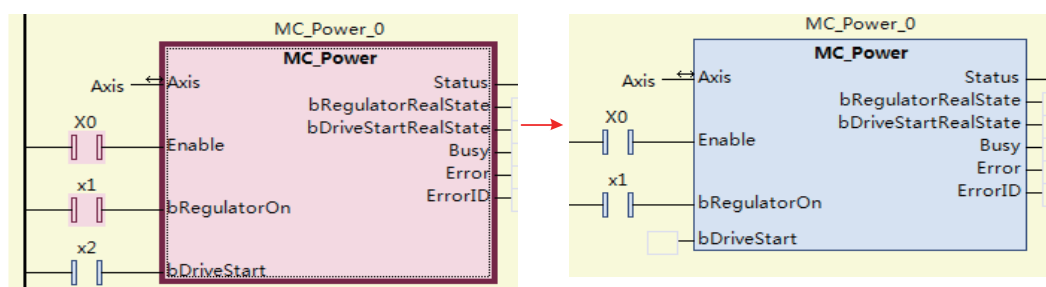 MC_Power_0
MC_Power
Axis
Axis
Status
bRegulatorRealState
bDriveStartRealState
X0
Enable
Busy
Error
x1
ErrorID
bRegulatorOn
x2
bDriveStart
MC_Power_0
MC_Power
Axis
Axis
Status
bRegulatorRealState
bDriveStartRealState
X0
Enable
Busy
Error
x1
ErrorID
bRegulatorOn
bDriveStart